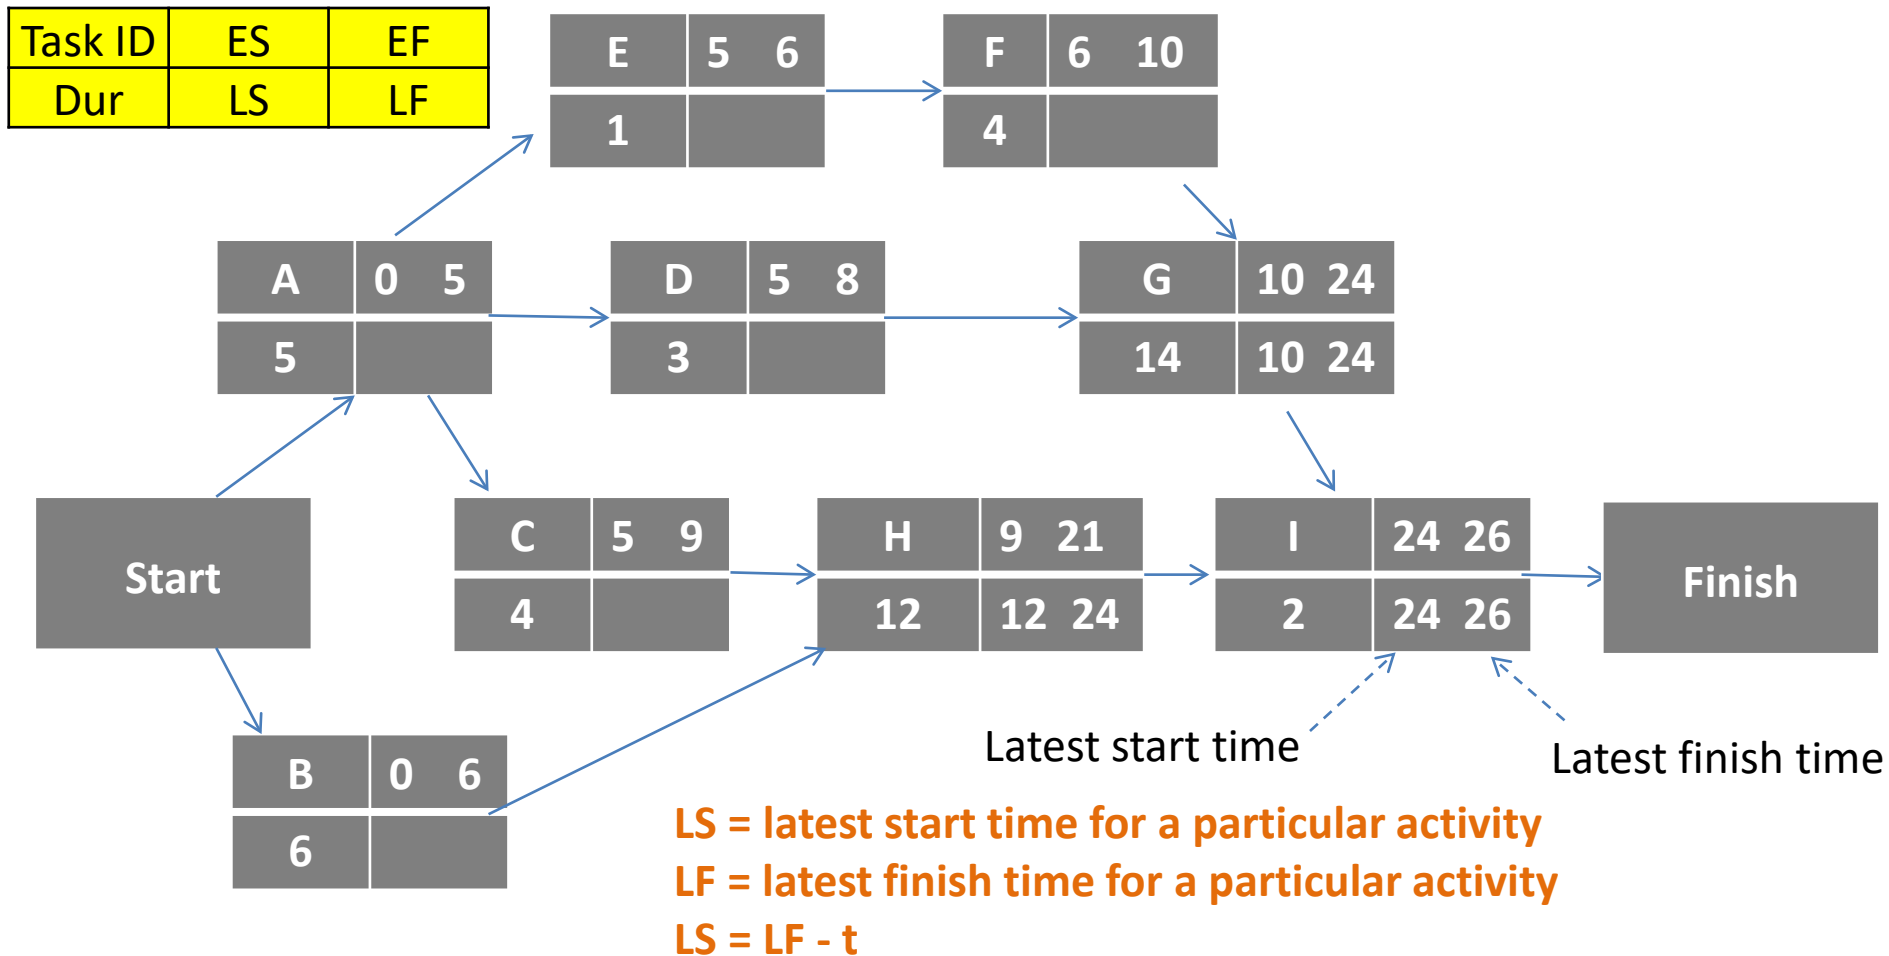 Task ID ES EF
Dur LS LF
E 5 6
1
F 6 10
4
A 0 5
5
D 5 8
3
G 10 24
14 10 24
Start
C 5 9
4
H 9 21
12 12 24
I 24 26
2 24 26
Finish
B 0 6
6
Latest start time
Latest finish time
LS = latest start time for a particular activity
LF = latest finish time for a particular activity
LS = LF - t